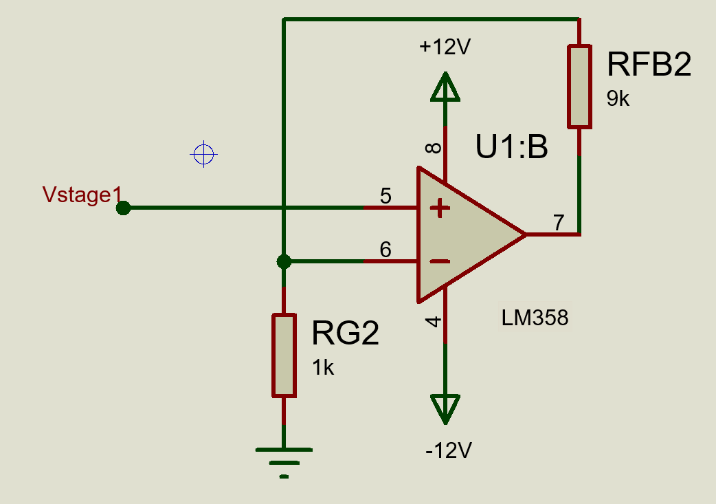 +12V
RFB2
9k
8
U1:B
Vstage1
5
+
7
6
−
4
LM358
RG2
1k
-12V